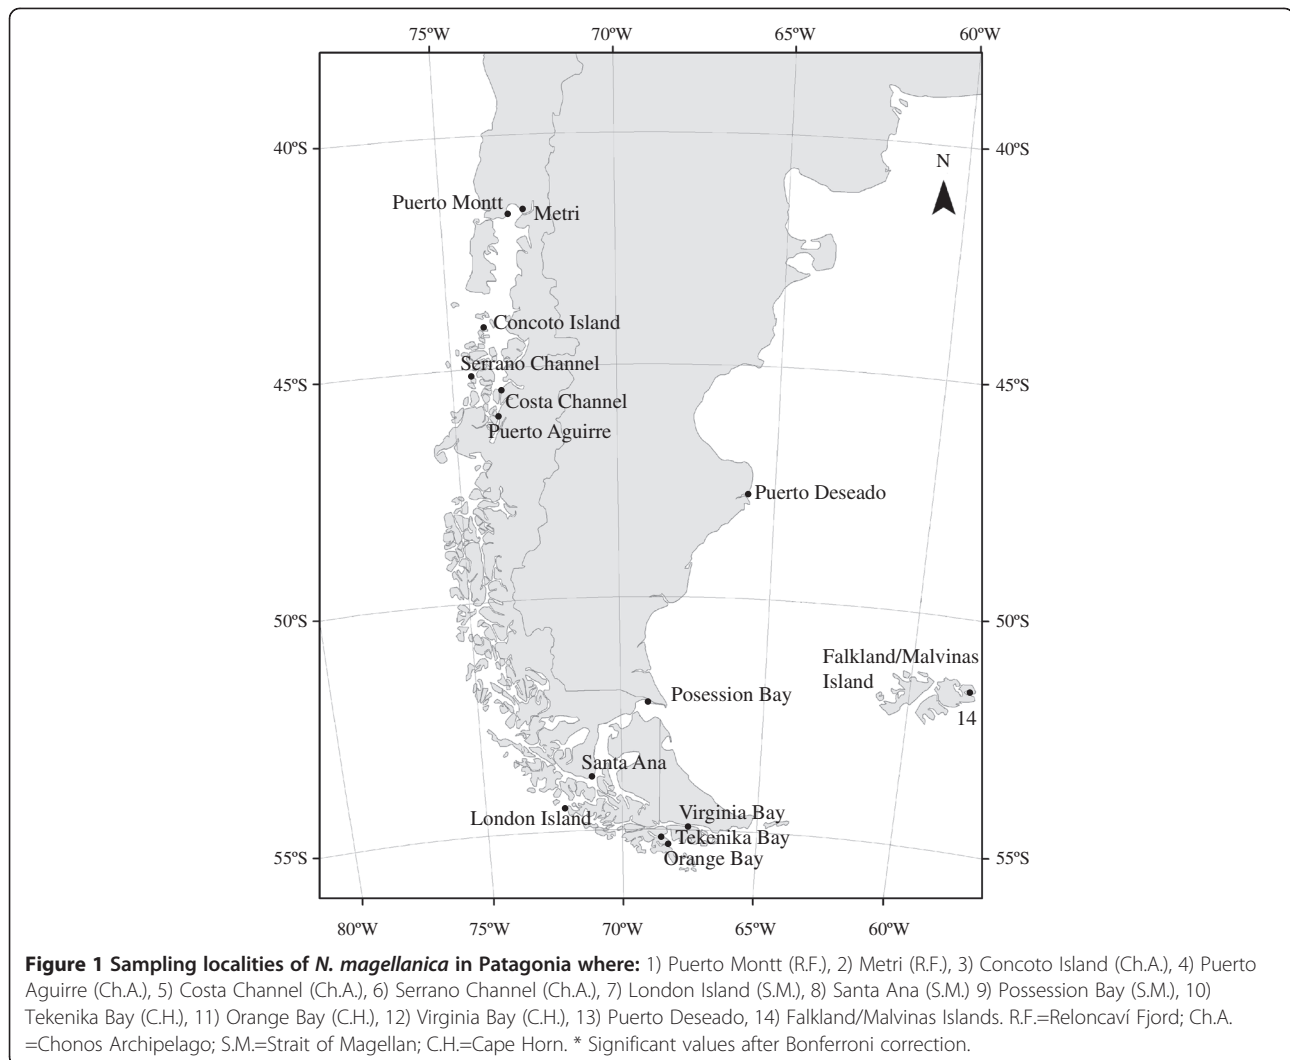 75ºW 70ºW 65ºW 60ºW
40ºS 40ºS
N
Puerto Montt
Metri
Concoto Island
Serrano Channel
45ºS 45ºS
Costa Channel
Puerto Aguirre
Puerto Deseado
50ºS 50ºS
Falkland/Malvinas
Island
Posession Bay
14
Santa Ana
London Island
Virginia Bay
Tekenika Bay
Orange Bay
55ºS 55ºS
80ºW 75ºW 70ºW 65ºW 60ºW
Figure 1 Sampling localities of N. magellanica in Patagonia where: 1) Puerto Montt (R.F.), 2) Metri (R.F.), 3) Concoto Island (Ch.A.), 4) Puerto
Aguirre (Ch.A.), 5) Costa Channel (Ch.A.), 6) Serrano Channel (Ch.A.), 7) London Island (S.M.), 8) Santa Ana (S.M.) 9) Possession Bay (S.M.), 10)
Tekenika Bay (C.H.), 11) Orange Bay (C.H.), 12) Virginia Bay (C.H.), 13) Puerto Deseado, 14) Falkland/Malvinas Islands. R.F.=Reloncaví Fjord; Ch.A.
=Chonos Archipelago; S.M.=Strait of Magellan; C.H.=Cape Horn. * Significant values after Bonferroni correction.